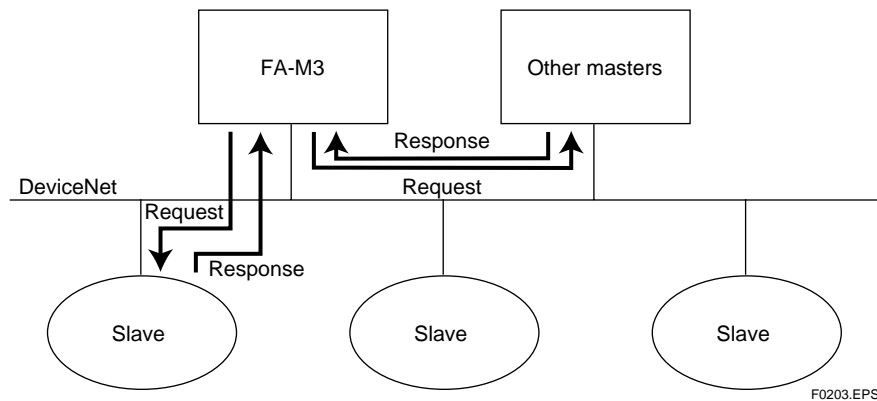 FA-M3
Other masters
Response
DeviceNet
Request
Request
Response
Slave
Slave
Slave
F0203.EPS